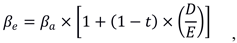 βₑ = βₐ × [1 + (1 − t) × (D/E)] ,